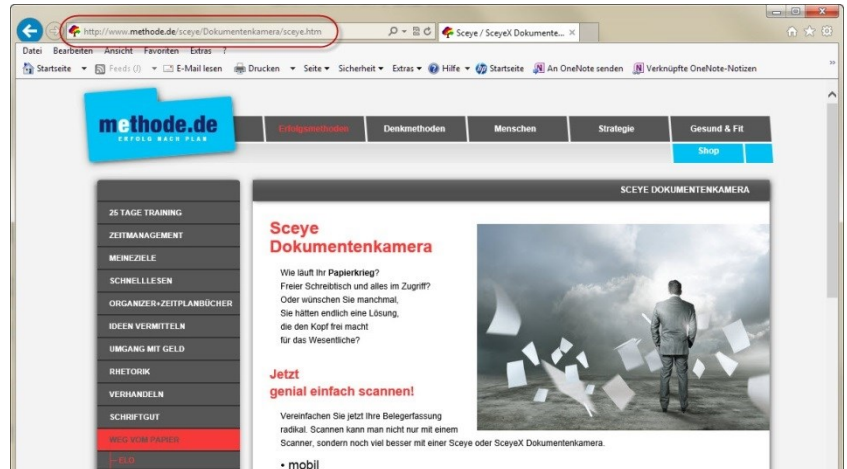 http://www.methode.de/sceye/Dokumentenkamera/sceye.htm
Sceye / SceyeX Dokumente...
Datei Bearbeiten Ansicht Favoriten Extras ?
Startseite Feeds (J) E-Mail lesen Drucken Seite Sicherheit Extras Hilfe Startseite An OneNote senden Verknüpfte OneNote-Notizen
methode.de
ERFOLG NACH PLAN
Erfolgsmethoden Denkmethoden Menschen Strategie Gesund & Fit
Shop
SCEYE DOKUMENTENKAMERA
25 TAGE TRAINING
ZEITMANAGEMENT
MEINEZIELE
SCHNELLLESEN
ORGANIZER+ZEITPLANBÜCHER
IDEEN VERMITTELN
UMGANG MIT GELD
RHETORIK
VERHANDELN
SCHRIFTGUT
WEG VOM PAPIER
Sceye
Dokumentenkamera
Wie läuft Ihr Papierkrieg?
Freier Schreibtisch und alles im Zugriff?
Oder wünschen Sie manchmal,
Sie hätten endlich eine Lösung,
die den Kopf frei macht
für das Wesentliche?
Jetzt
genial einfach scannen!
Vereinfachen Sie jetzt Ihre Belegerfassung
radikal. Scannen kann man nicht nur mit einem
Scanner, sondern noch viel besser mit einer Sceye oder SceyeX Dokumentenkamera.
• mobil